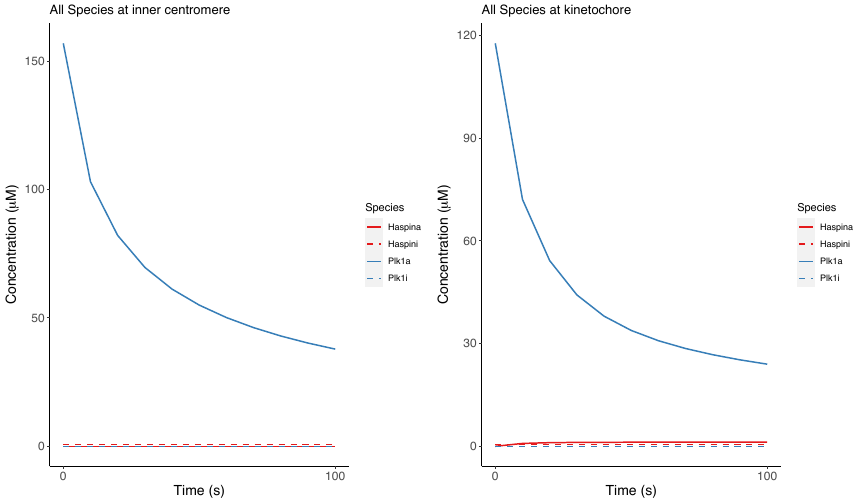 All Species at inner centromere
Concentration (μM)
150
100
50
0
0
100
Time (s)
Species
Haspina
Haspini
Plk1a
Plk1i
All Species at kinetochore
Concentration (μM)
120
90
60
30
0
0
100
Time (s)
Species
Haspina
Haspini
Plk1a
Plk1i